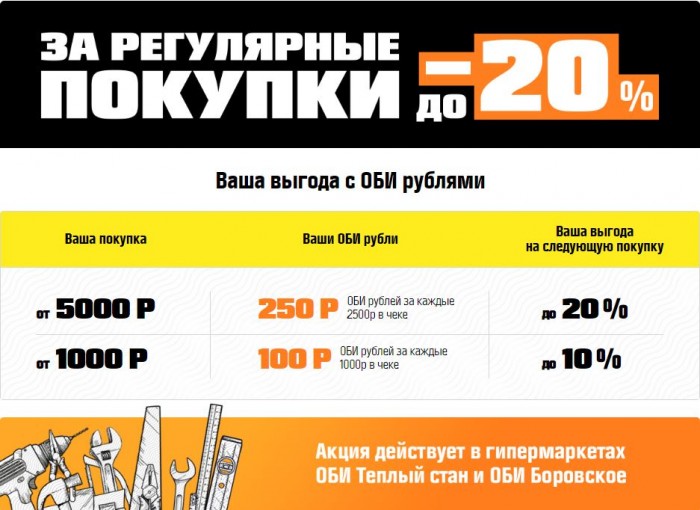 ЗА РЕГУЛЯРНЫЕ
ПОКУПКИ
до -20%
Ваша выгода с ОБИ рублями
Ваша покупка
Ваши ОБИ рубли
Ваша выгода
на следующую покупку
от 5000 Р
250 Р
ОБИ рублей за каждые
2500р в чеке
до 20%
от 1000 Р
100 Р
ОБИ рублей за каждые
1000р в чеке
до 10%
Акция действует в гипермаркетах
ОБИ Теплый стан и ОБИ Боровское